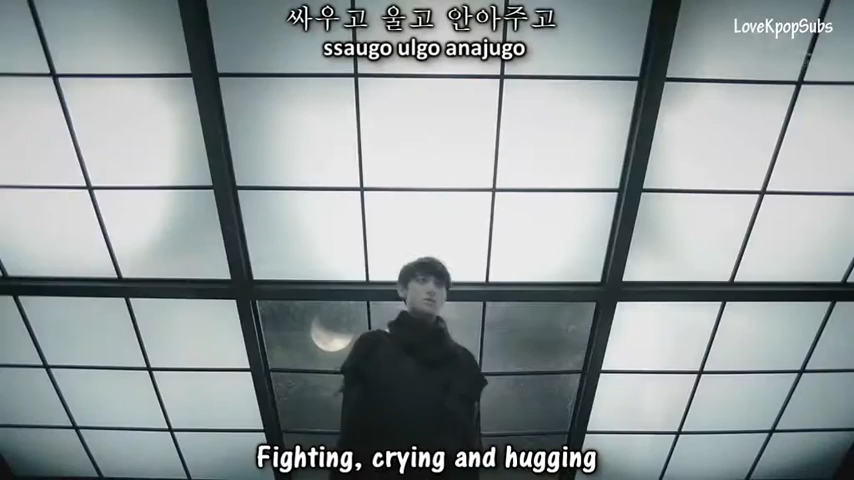 싸우고 울고 안아주고
LoveKpopSubs
ssaugo ulgo anajugo
Fighting, crying, and hugging